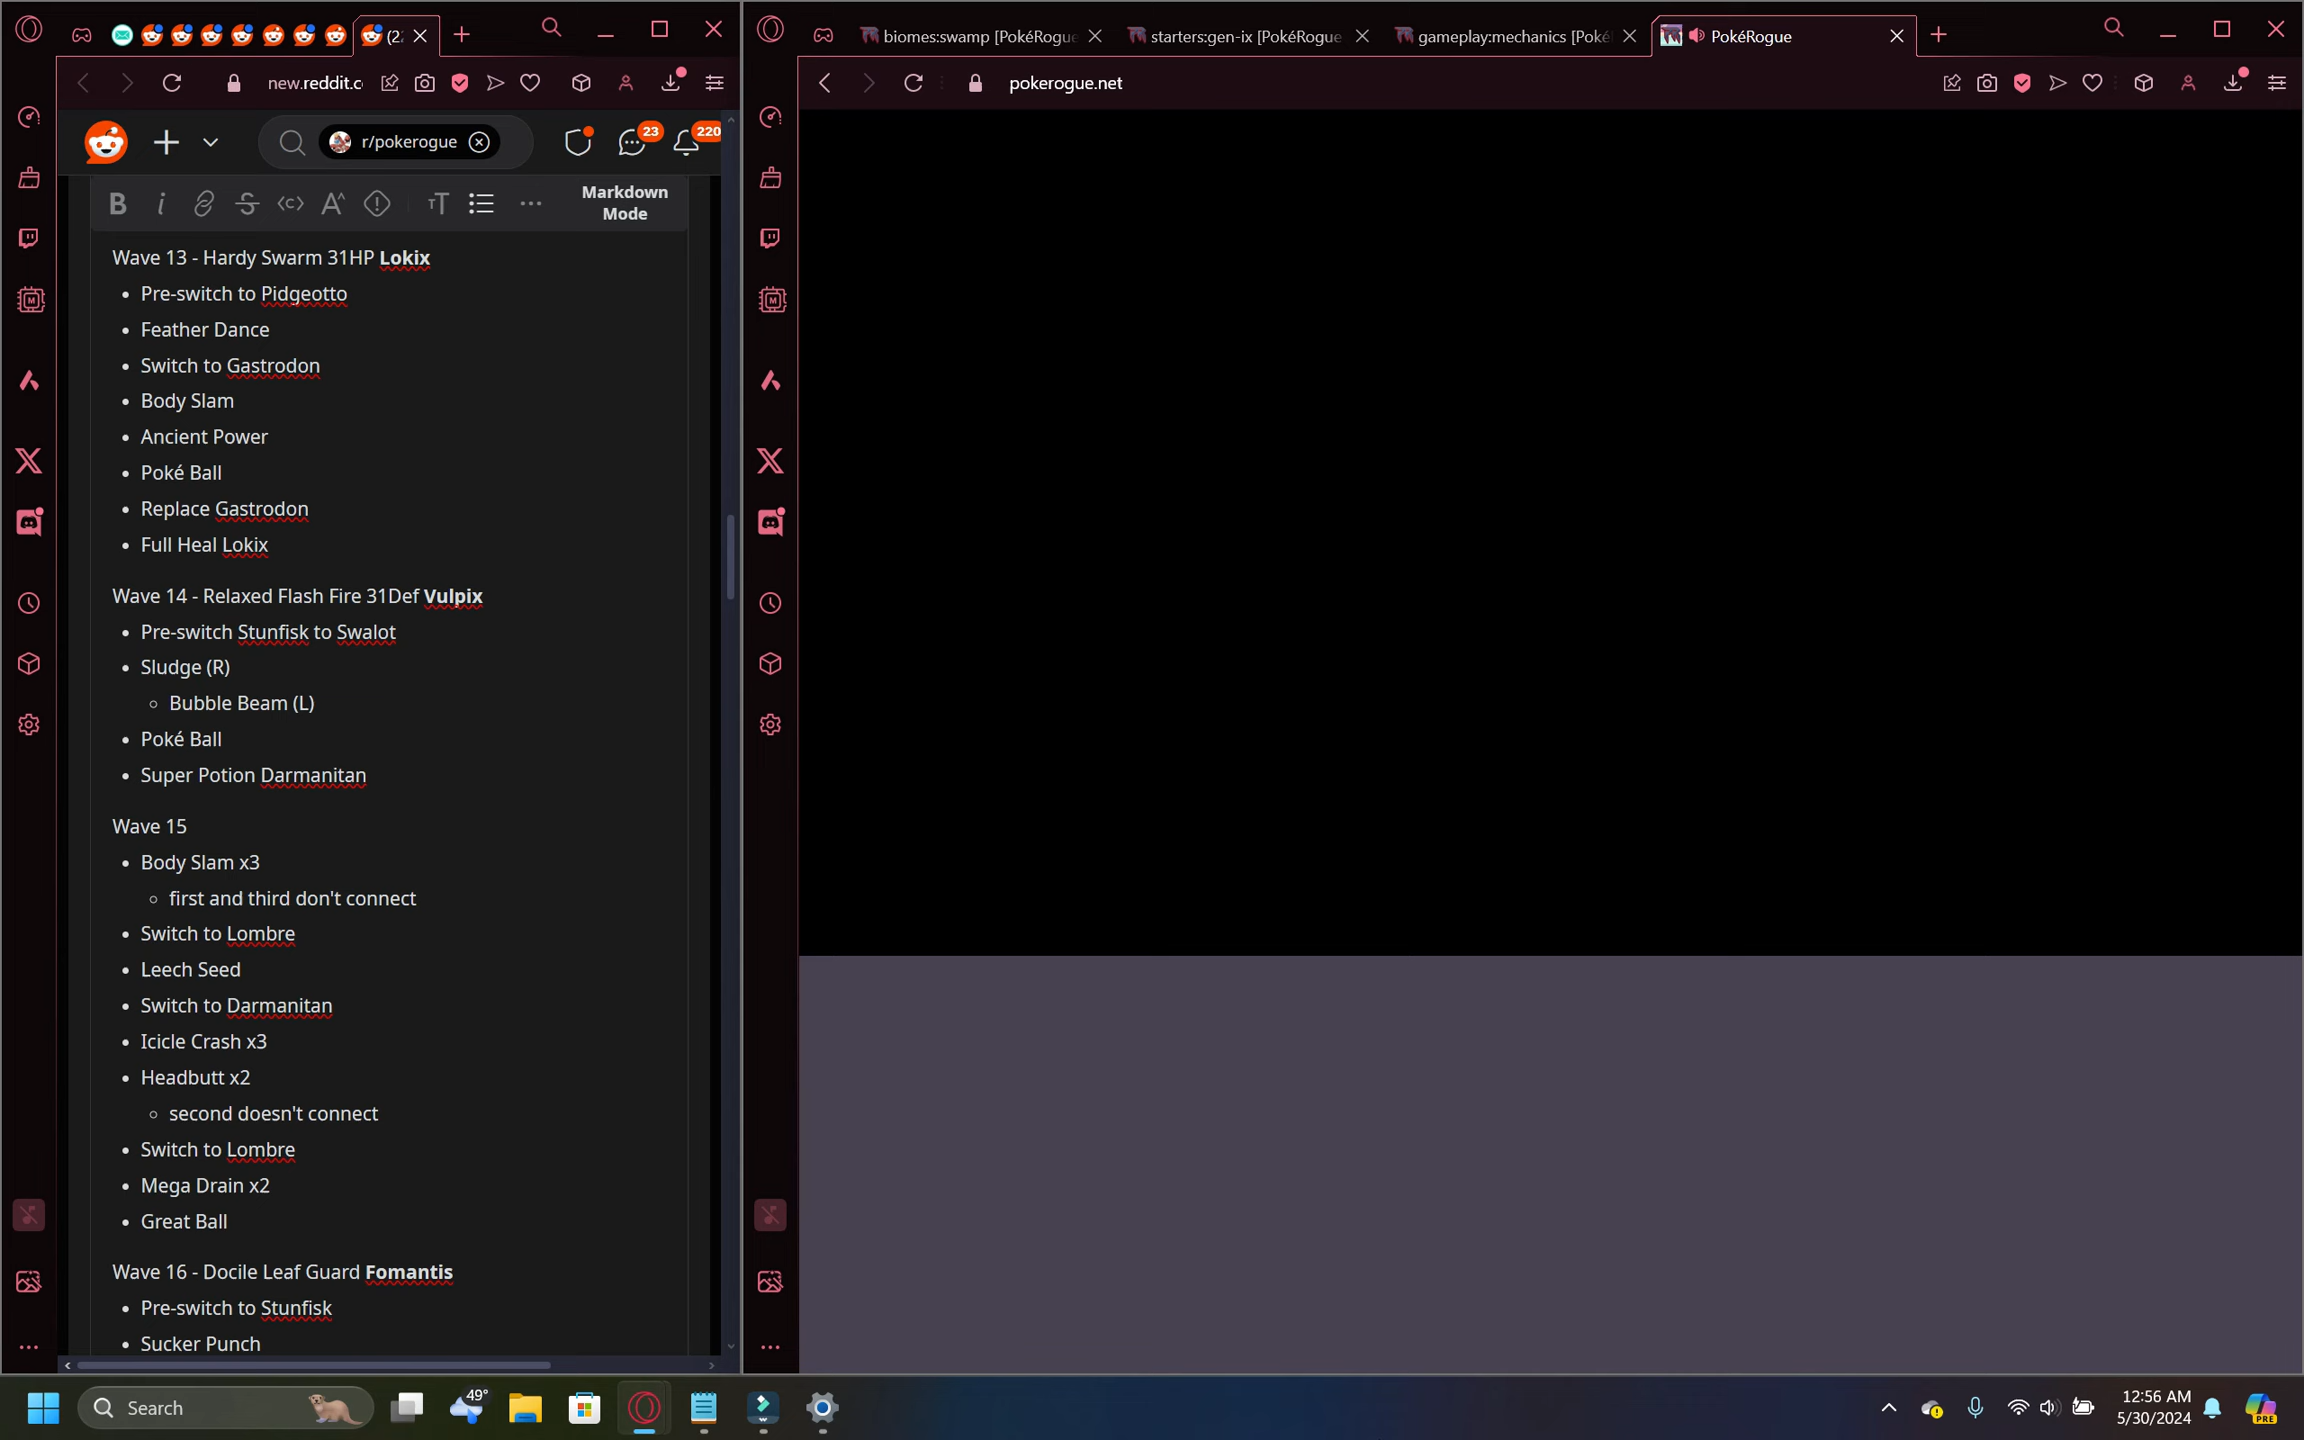 (2
biomes:swamp [PokéRogue
starters:gen-ix [PokéRogue
gameplay:mechanics [Poké
PokéRogue
new.reddit.c
pokerogue.net
r/pokerogue
23
220
B i <c> A^ тT ...
Markdown
Mode
Wave 13 - Hardy Swarm 31HP Lokix
• Pre-switch to Pidgeotto
• Feather Dance
• Switch to Gastrodon
• Body Slam
• Ancient Power
• Poké Ball
• Replace Gastrodon
• Full Heal Lokix
Wave 14 - Relaxed Flash Fire 31Def Vulpix
• Pre-switch Stunfisk to Swalot
• Sludge (R)
◦ Bubble Beam (L)
• Poké Ball
• Super Potion Darmanitan
Wave 15
• Body Slam x3
◦ first and third don't connect
• Switch to Lombre
• Leech Seed
• Switch to Darmanitan
• Icicle Crash x3
• Headbutt x2
◦ second doesn't connect
• Switch to Lombre
• Mega Drain x2
• Great Ball
Wave 16 - Docile Leaf Guard Fomantis
• Pre-switch to Stunfisk
• Sucker Punch
Search
49°
12:56 AM
5/30/2024
PRE